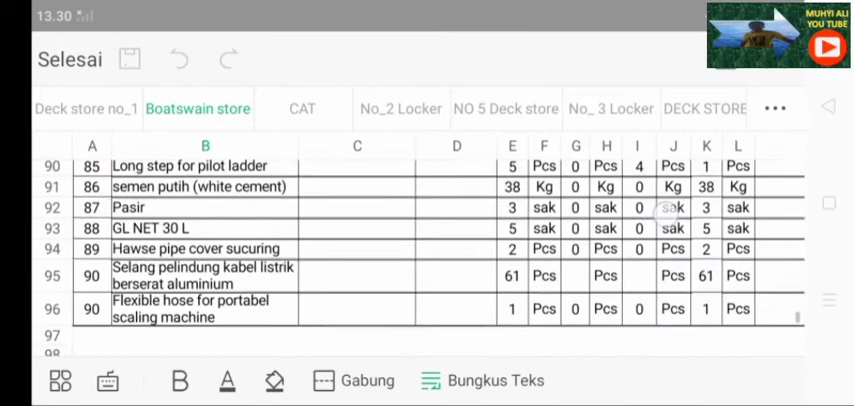 13.30
MUHYI ALI
YOU TUBE
Selesai
Deck store no_1 Boatswain store CAT No_2 Locker NO 5 Deck store No_ 3 Locker DECK STORE •••
A B C D E F G H I J K L
90 85 Long step for pilot ladder 5 Pcs 0 Pcs 4 Pcs 1 Pcs
91 86 semen putih (white cement) 38 Kg 0 Kg 0 Kg 38 Kg
92 87 Pasir 3 sak 0 sak 0 sak 3 sak
93 88 GL NET 30 L 5 sak 0 sak 0 sak 5 sak
94 89 Hawse pipe cover sucuring 2 Pcs 0 Pcs 0 Pcs 2 Pcs
95 90 Selang pelindung kabel listrik 61 Pcs Pcs Pcs 61 Pcs
berserat aluminium
96 90 Flexible hose for portabel 1 Pcs 0 Pcs 0 Pcs 1 Pcs
scaling machine
97
98
B A Gabung Bungkus Teks